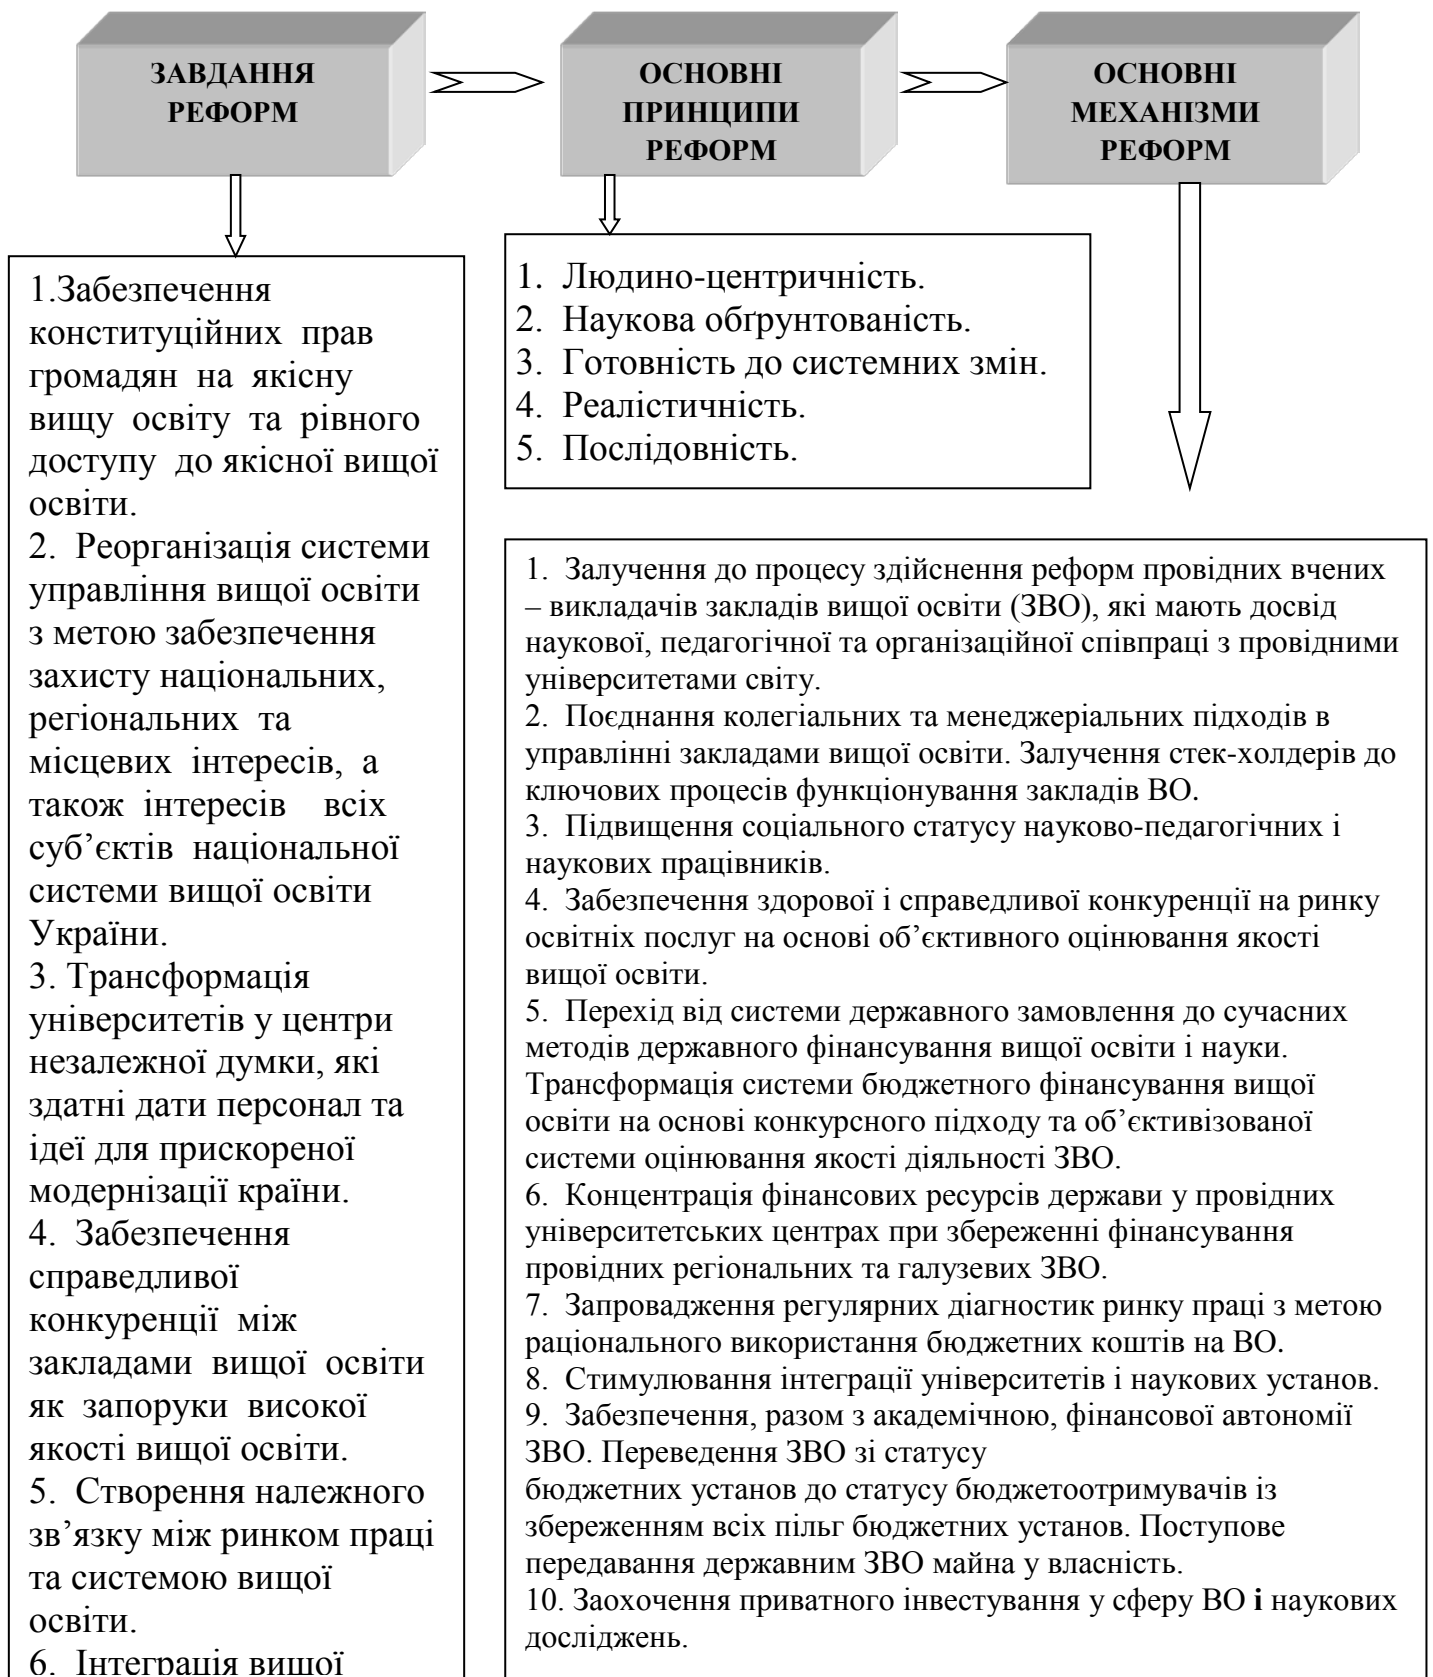 ЗАВДАННЯ
РЕФОРМ
ОСНОВНІ
ПРИНЦИПИ
РЕФОРМ
ОСНОВНІ
МЕХАНІЗМИ
РЕФОРМ
1.Забезпечення
конституційних прав
громадян на якісну
вищу освіту та рівного
доступу до якісної вищої
освіти.
2. Реорганізація системи
управління вищої освіти
з метою забезпечення
захисту національних,
регіональних та
місцевих інтересів, а
також інтересів всіх
суб’єктів національної
системи вищої освіти
України.
3. Трансформація
університетів у центри
незалежної думки, які
здатні дати персонал та
ідеї для прискореної
модернізації країни.
4. Забезпечення
справедливої
конкуренції між
закладами вищої освіти
як запоруки високої
якості вищої освіти.
5. Створення належного
зв’язку між ринком праці
та системою вищої
освіти.
6. Інтеграція вищої
1. Людино-центричність.
2. Наукова обґрунтованість.
3. Готовність до системних змін.
4. Реалістичність.
5. Послідовність.
1. Залучення до процесу здійснення реформ провідних вчених
– викладачів закладів вищої освіти (ЗВО), які мають досвід
наукової, педагогічної та організаційної співпраці з провідними
університетами світу.
2. Поєднання колегіальних та менеджеріальних підходів в
управлінні закладами вищої освіти. Залучення стек-холдерів до
ключових процесів функціонування закладів ВО.
3. Підвищення соціального статусу науково-педагогічних і
наукових працівників.
4. Забезпечення здорової і справедливої конкуренції на ринку
освітніх послуг на основі об’єктивного оцінювання якості
вищої освіти.
5. Перехід від системи державного замовлення до сучасних
методів державного фінансування вищої освіти і науки.
Трансформація системи бюджетного фінансування вищої
освіти на основі конкурсного підходу та об’єктивізованої
системи оцінювання якості діяльності ЗВО.
6. Концентрація фінансових ресурсів держави у провідних
університетських центрах при збереженні фінансування
провідних регіональних та галузевих ЗВО.
7. Запровадження регулярних діагностик ринку праці з метою
раціонального використання бюджетних коштів на ВО.
8. Стимулювання інтеграції університетів і наукових установ.
9. Забезпечення, разом з академічною, фінансової автономії
ЗВО. Переведення ЗВО зі статусу
бюджетних установ до статусу бюджетоотримувачів із
збереженням всіх пільг бюджетних установ. Поступове
передавання державним ЗВО майна у власність.
10. Заохочення приватного інвестування у сферу ВО і наукових
досліджень.